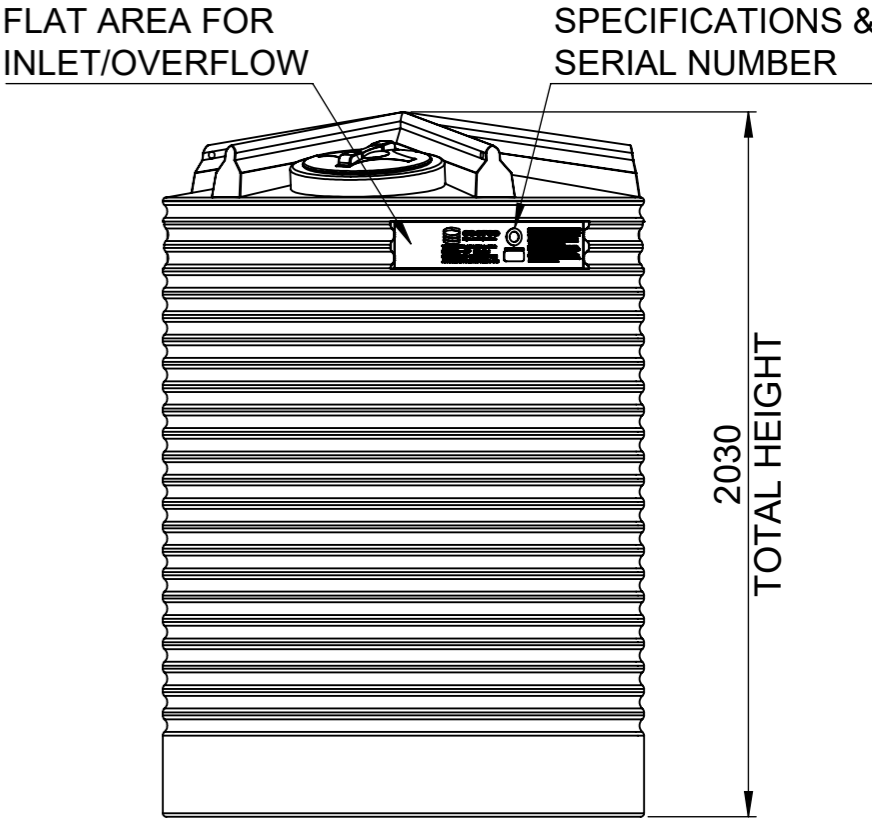 FLAT AREA FOR
INLET/OVERFLOW
SPECIFICATIONS &
SERIAL NUMBER
2030
TOTAL HEIGHT